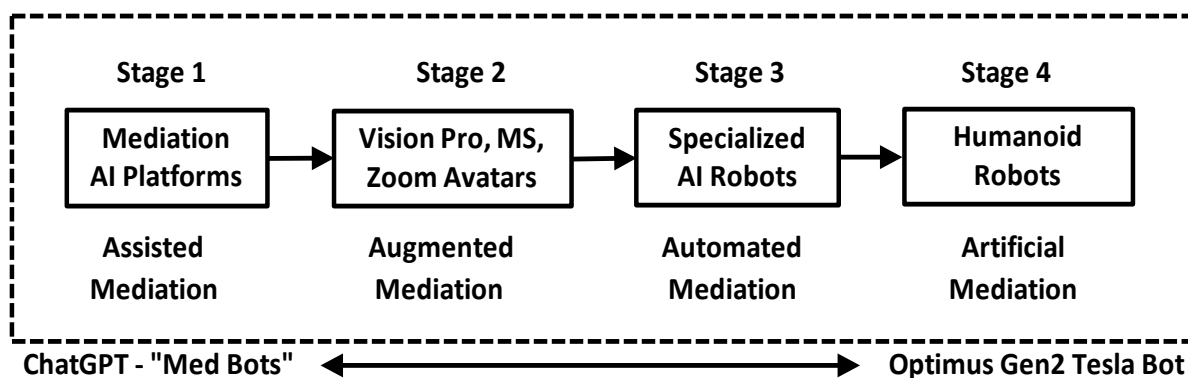 Stage 1
Stage 2
Stage 3
Stage 4
Mediation
AI Platforms
Vision Pro, MS,
Zoom Avatars
Specialized
AI Robots
Humanoid
Robots
Assisted
Mediation
Augmented
Mediation
Automated
Mediation
Artificial
Mediation
ChatGPT - "Med Bots"
Optimus Gen2 Tesla Bot